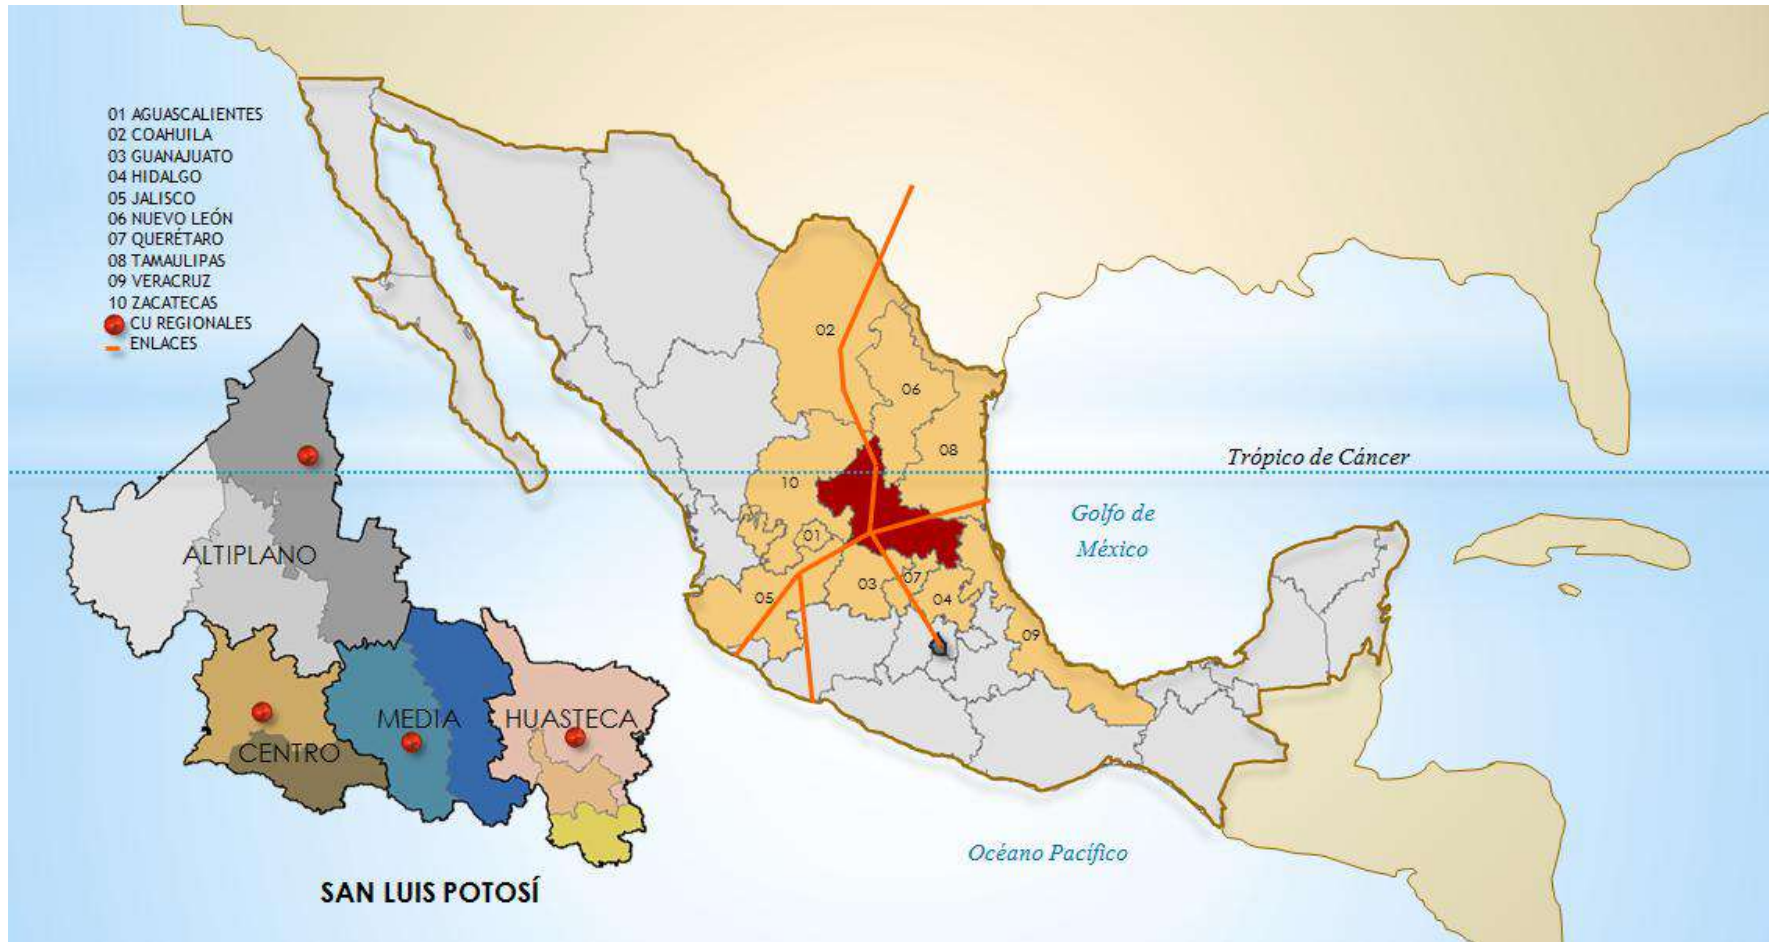 01 AGUASCALIENTES
02 COAHUILA
03 GUANAJUATO
04 HIDALGO
05 JALISCO
06 NUEVO LEÓN
07 QUERÉTARO
08 TAMAULIPAS
09 VERACRUZ
10 ZACATECAS
CU REGIONALES
ENLACES
02
06
08
10
01
03
07
05
04
09
Trópico de Cáncer
Golfo de
México
Océano Pacífico
ALTIPLANO
MEDIA
HUASTECA
CENTRO
SAN LUIS POTOSÍ